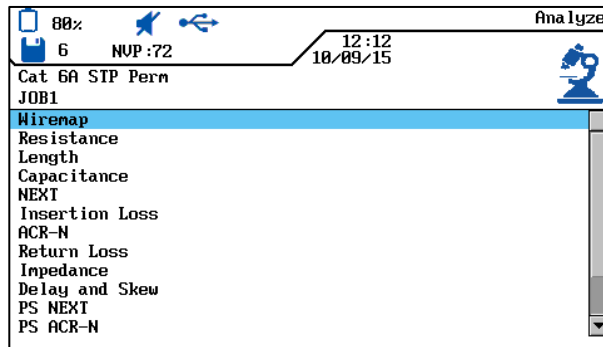 80%
Analyze
6 NVP:72
12:12
10/09/15
Cat 6A STP Perm
JOB1
Wiremap
Resistance
Length
Capacitance
NEXT
Insertion Loss
ACR-N
Return Loss
Impedance
Delay and Skew
PS NEXT
PS ACR-N